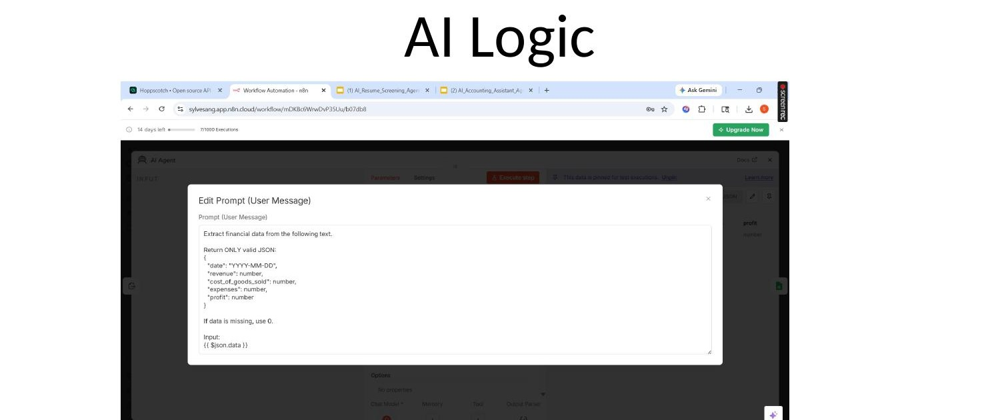 AI Logic
Hoppscotch • Open source API
Workflow Automation - n8n
(1) AI_Resume_Screening_Agen
(2) AI_Accounting_Assistant_Ag
Ask Gemini
screenrec
sylvesang.app.n8n.cloud/workflow/mDKBc6WrwDvP35Uu/b07db8
S
14 days left
7/1000 Executions
Upgrade Now
AI Agent
Docs
INPUT
Parameters
Settings
Execute step
This data is pinned for test executions.
Unpin
Learn more
JSON
Edit Prompt (User Message)
Prompt (User Message)
profit
number
Extract financial data from the following text.
Return ONLY valid JSON:
{
"date": "YYYY-MM-DD",
"revenue": number,
"cost_of_goods_sold": number,
"expenses": number,
"profit": number
}
If data is missing, use 0.
Input:
{{ $json.data }}
Options
No properties
Chat Model *
Memory
Tool
Output Parser